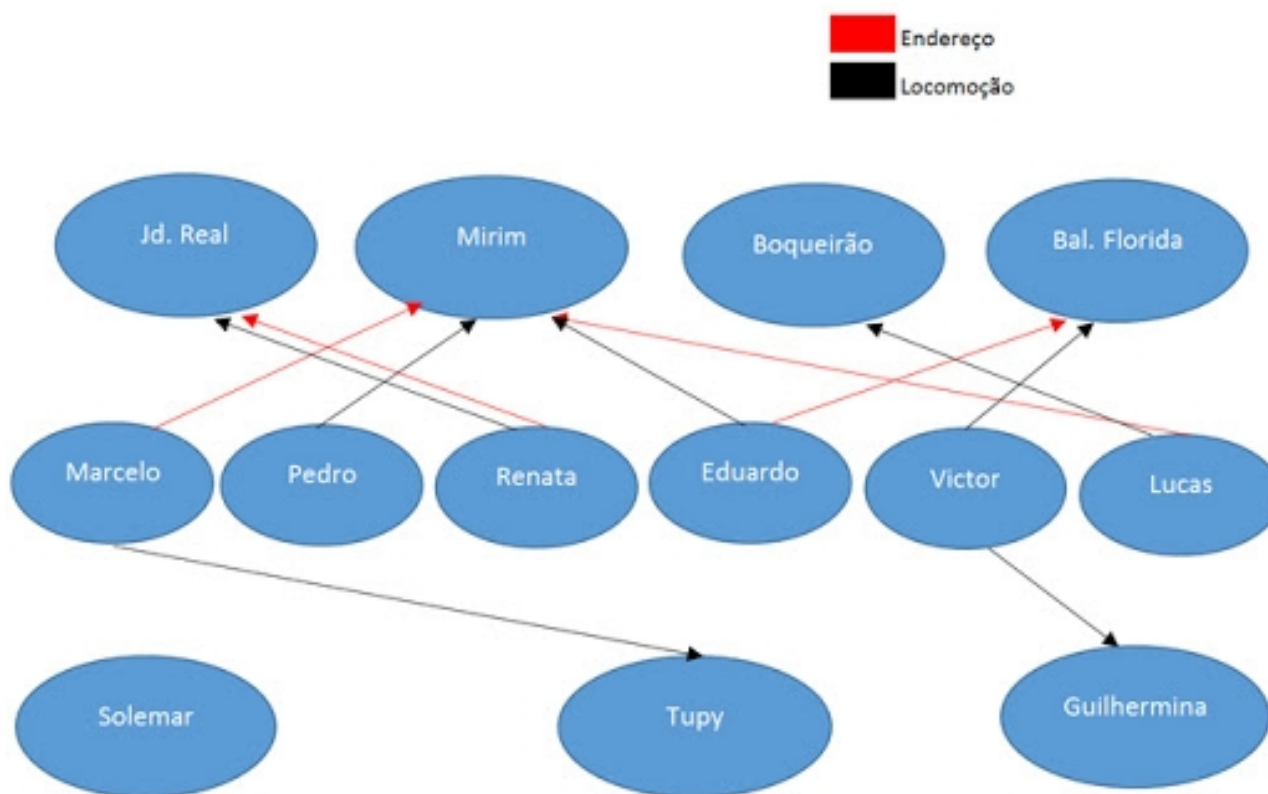 Endereço
Locomoção
Jd. Real
Mirim
Boqueirão
Bal. Florida
Marcelo
Pedro
Renata
Eduardo
Victor
Lucas
Solemar
Tupy
Guilhermina